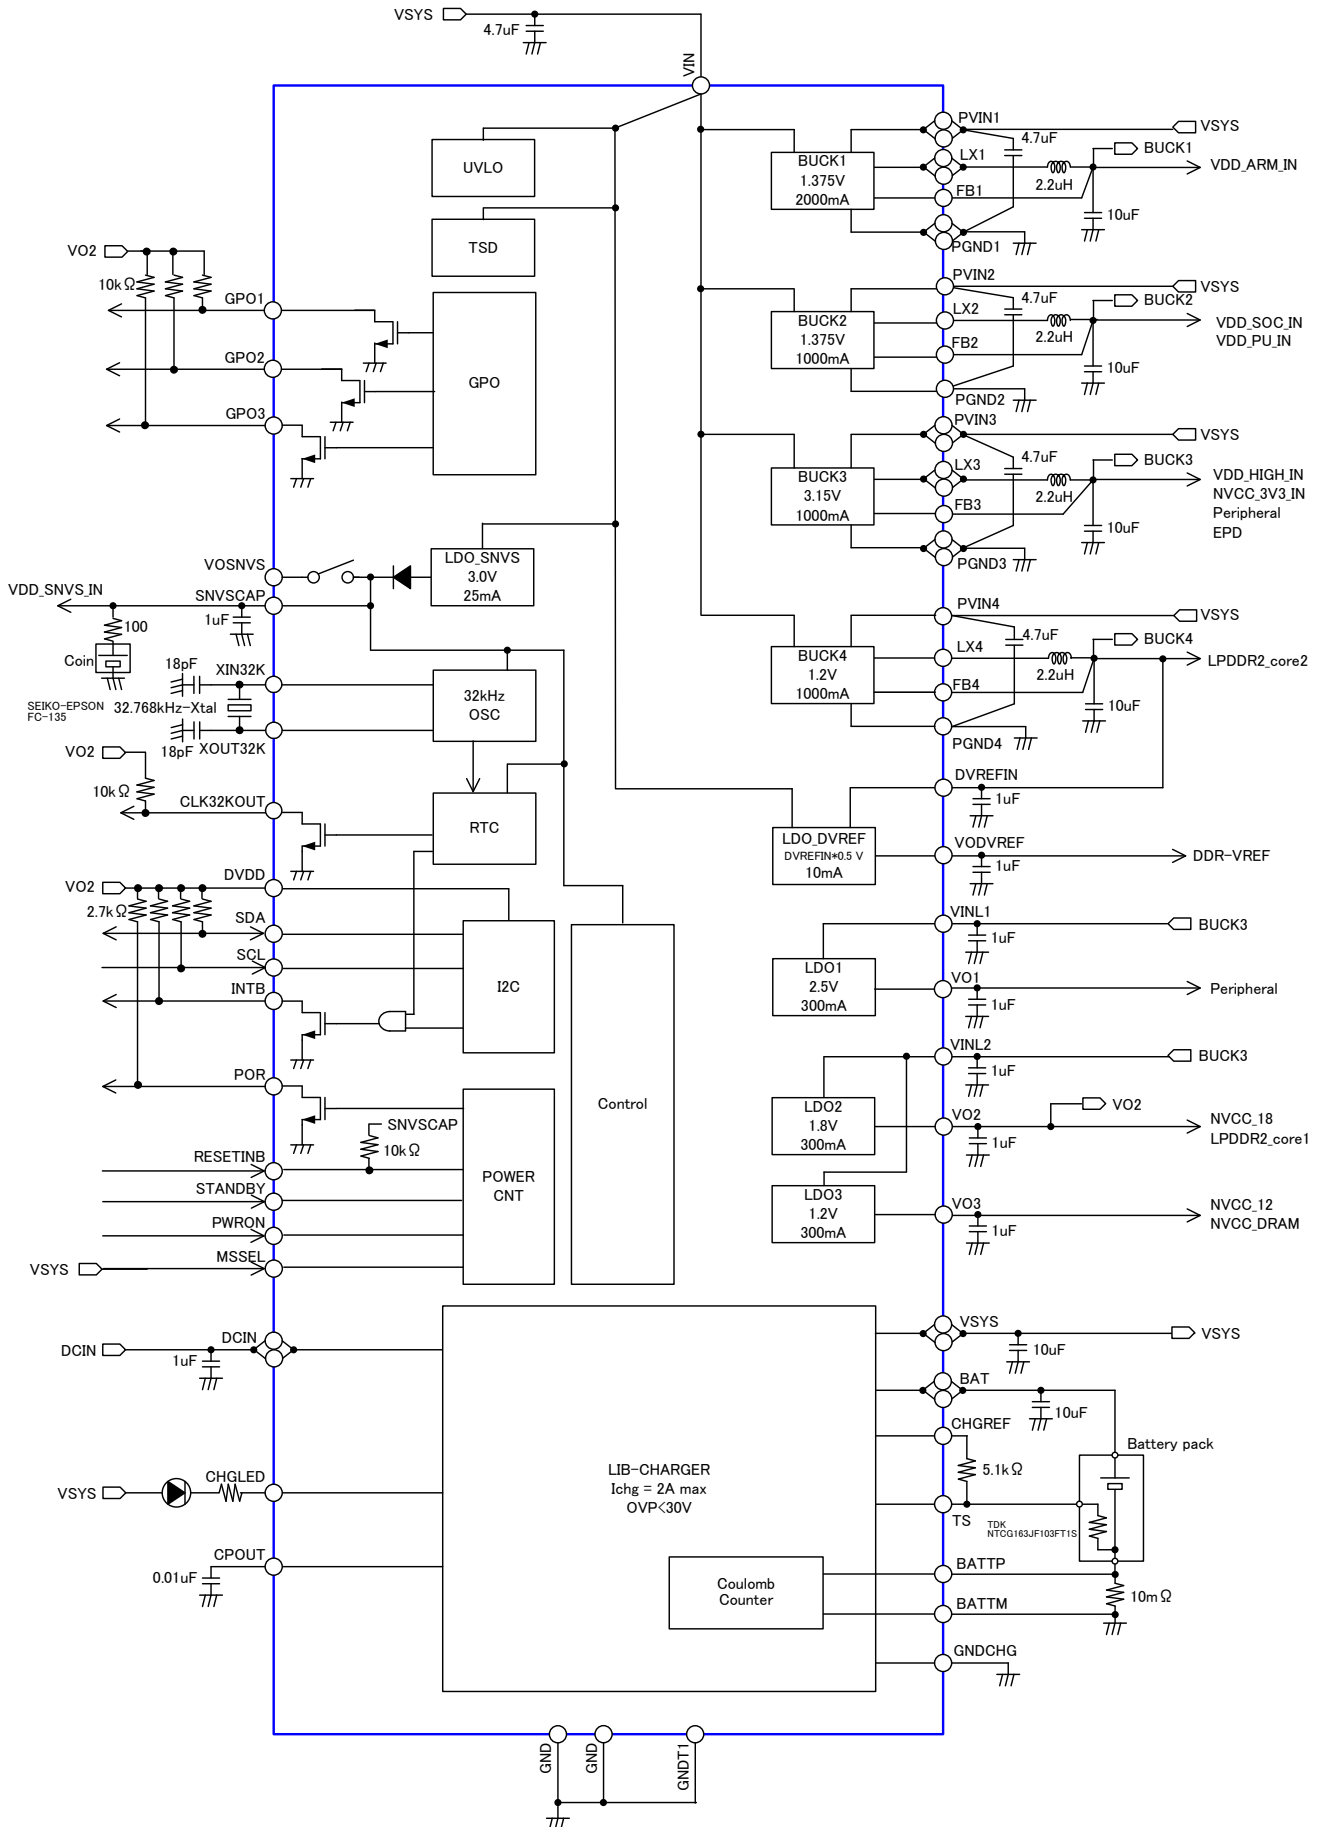 VSYS
4.7uF
VIN
UVLO
TSD
VO2
10kΩ
GPO1
GPO2
GPO3
GPO
BUCK1
1.375V
2000mA
PVIN1
LX1
FB1
PGND1
4.7uF
2.2uH
10uF
VSYS
BUCK1
VDD_ARM_IN
BUCK2
1.375V
1000mA
PVIN2
LX2
FB2
PGND2
4.7uF
2.2uH
10uF
VSYS
BUCK2
VDD_SOC_IN
VDD_PU_IN
BUCK3
3.15V
1000mA
PVIN3
LX3
FB3
PGND3
4.7uF
2.2uH
10uF
VSYS
BUCK3
VDD_HIGH_IN
NVCC_3V3_IN
Peripheral
EPD
VOSNVS
LDO_SNVS
3.0V
25mA
VDD_SNVS_IN
SNVSCAP
1uF
100
Coin
BUCK4
1.2V
1000mA
PVIN4
LX4
FB4
PGND4
4.7uF
2.2uH
10uF
VSYS
BUCK4
LPDDR2_core2
18pF
XIN32K
32kHz
OSC
SEIKO-EPSON
FC-135
32.768kHz-Xtal
18pF
XOUT32K
VO2
10kΩ
CLK32KOUT
RTC
DVREFIN
1uF
LDO_DVREF
DVREFIN*0.5 V
10mA
VODVREF
1uF
DDR-VREF
VO2
DVDD
2.7kΩ
SDA
SCL
INTB
I2C
VINL1
1uF
BUCK3
LDO1
2.5V
300mA
VO1
1uF
Peripheral
POR
SNVSCAP
10kΩ
RESETINB
STANDBY
PWRON
MSSEL
VSYS
POWER
CNT
Control
VINL2
1uF
BUCK3
LDO2
1.8V
300mA
VO2
1uF
VO2
NVCC_18
LPDDR2_core1
LDO3
1.2V
300mA
VO3
1uF
NVCC_12
NVCC_DRAM
DCIN
DCIN
1uF
VSYS
CHGLED
CPOUT
0.01uF
LIB-CHARGER
Ichg = 2A max
OVP<30V
Coulomb
Counter
VSYS
10uF
VSYS
BAT
10uF
CHGREF
5.1kΩ
Battery pack
TS
TDK
NTCG163JF103FT1S
BATTP
10mΩ
BATTM
GNDCHG
GND
GND
GNDT1